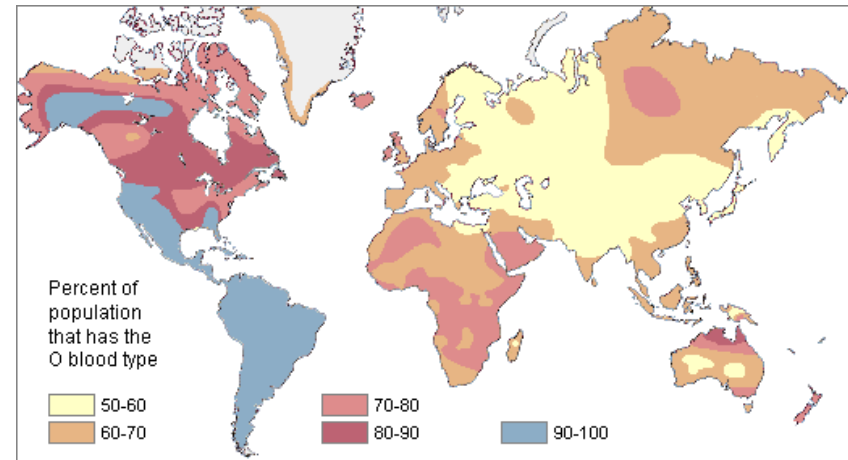 Percent of
population
that has the
O blood type
50-60
60-70
70-80
80-90
90-100